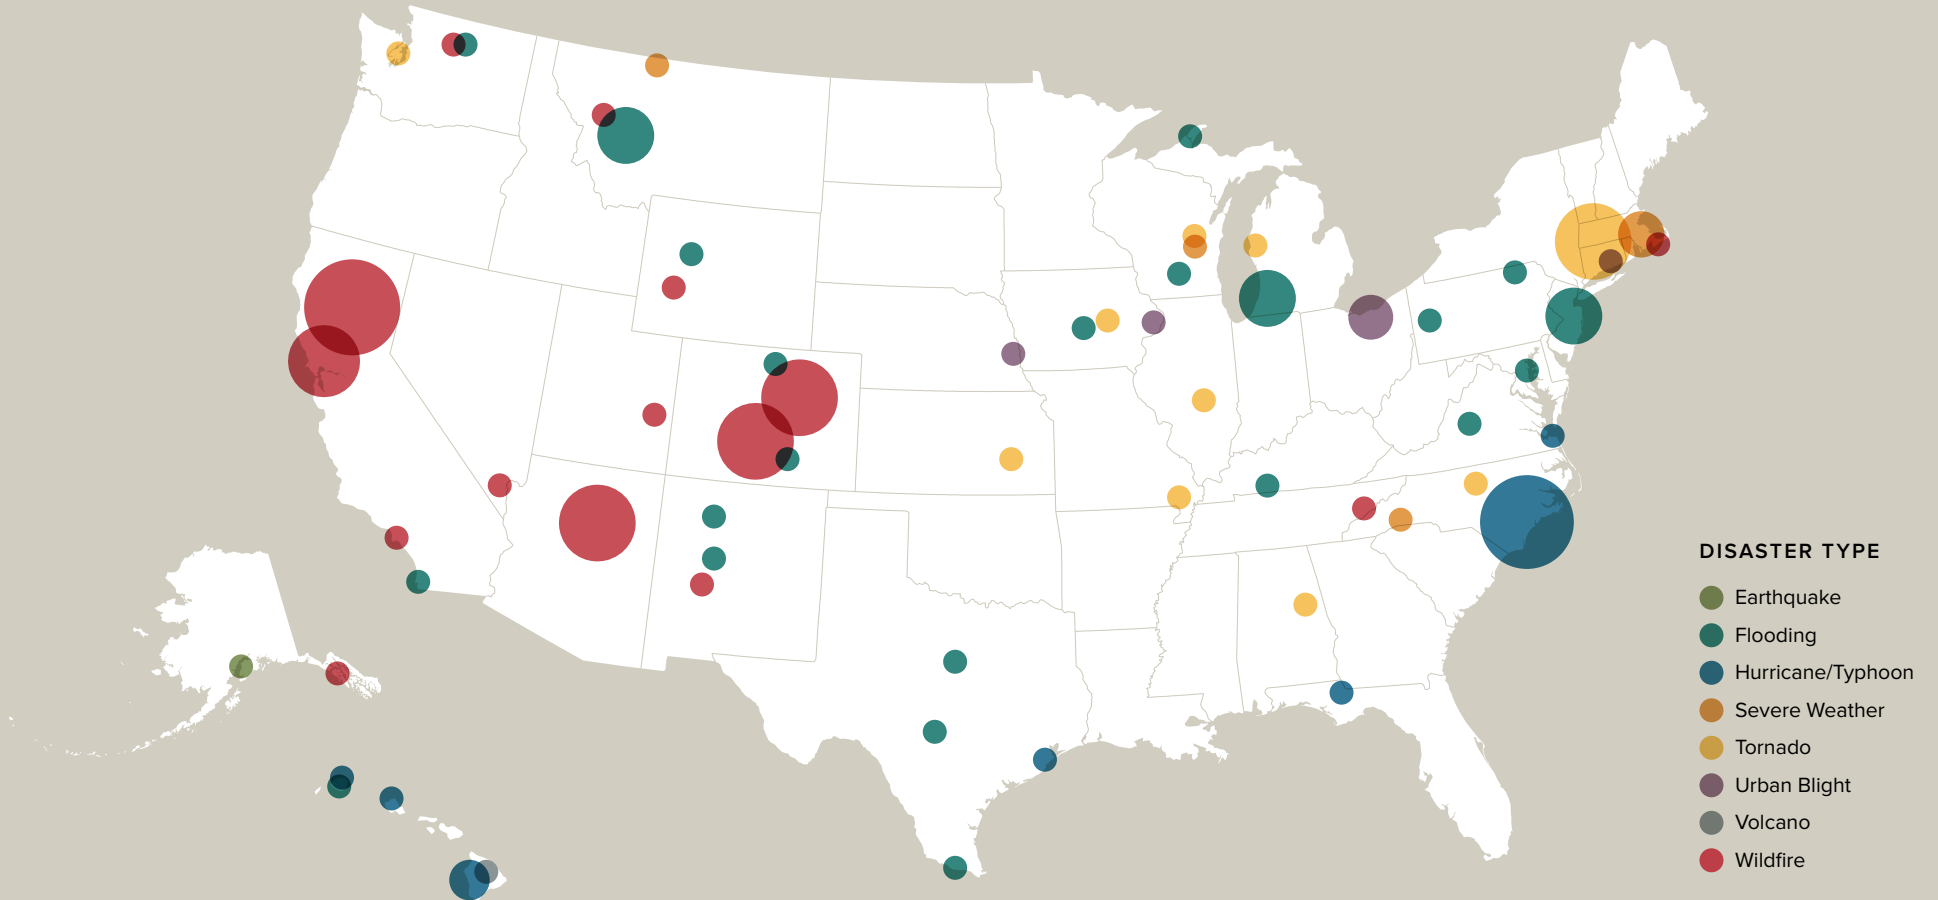 DISASTER TYPE
Earthquake
Flooding
Hurricane/Typhoon
Severe Weather
Tornado
Urban Blight
Volcano
Wildfire